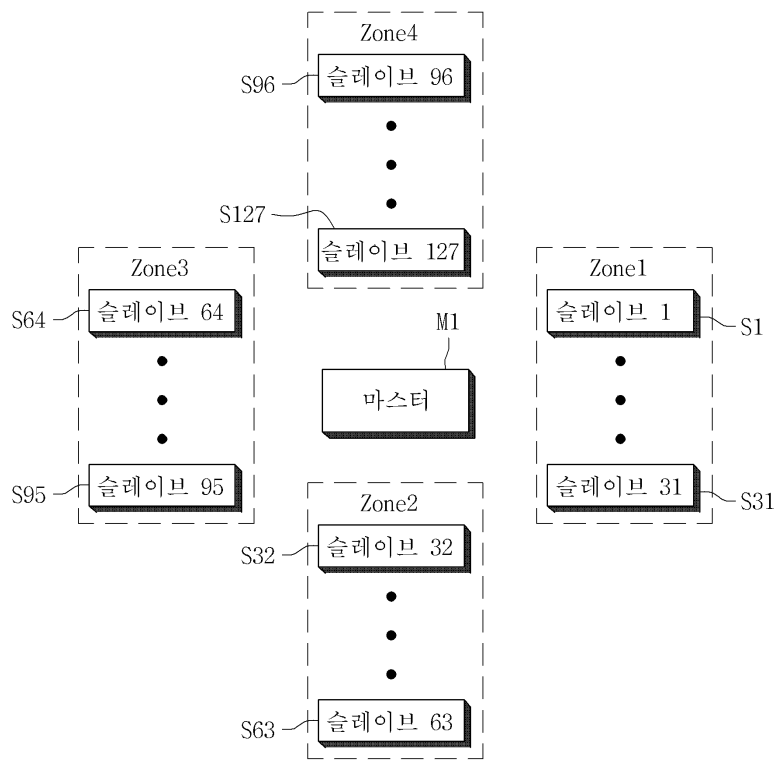 Zone4
S96
슬레이브 96
S127
슬레이브 127
Zone3
S64
슬레이브 64
S95
슬레이브 95
M1
마스터
Zone1
슬레이브 1
S1
슬레이브 31
S31
Zone2
S32
슬레이브 32
S63
슬레이브 63